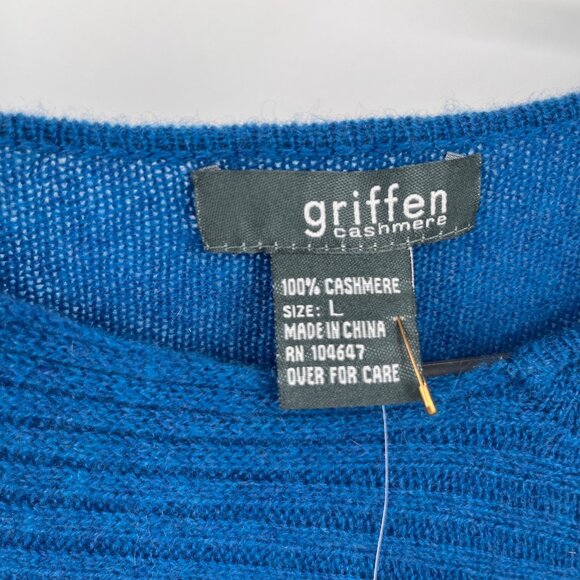 griffen
cashmere
100% CASHMERE
SIZE: L
MADE IN CHINA
RN 104647
OVER FOR CARE